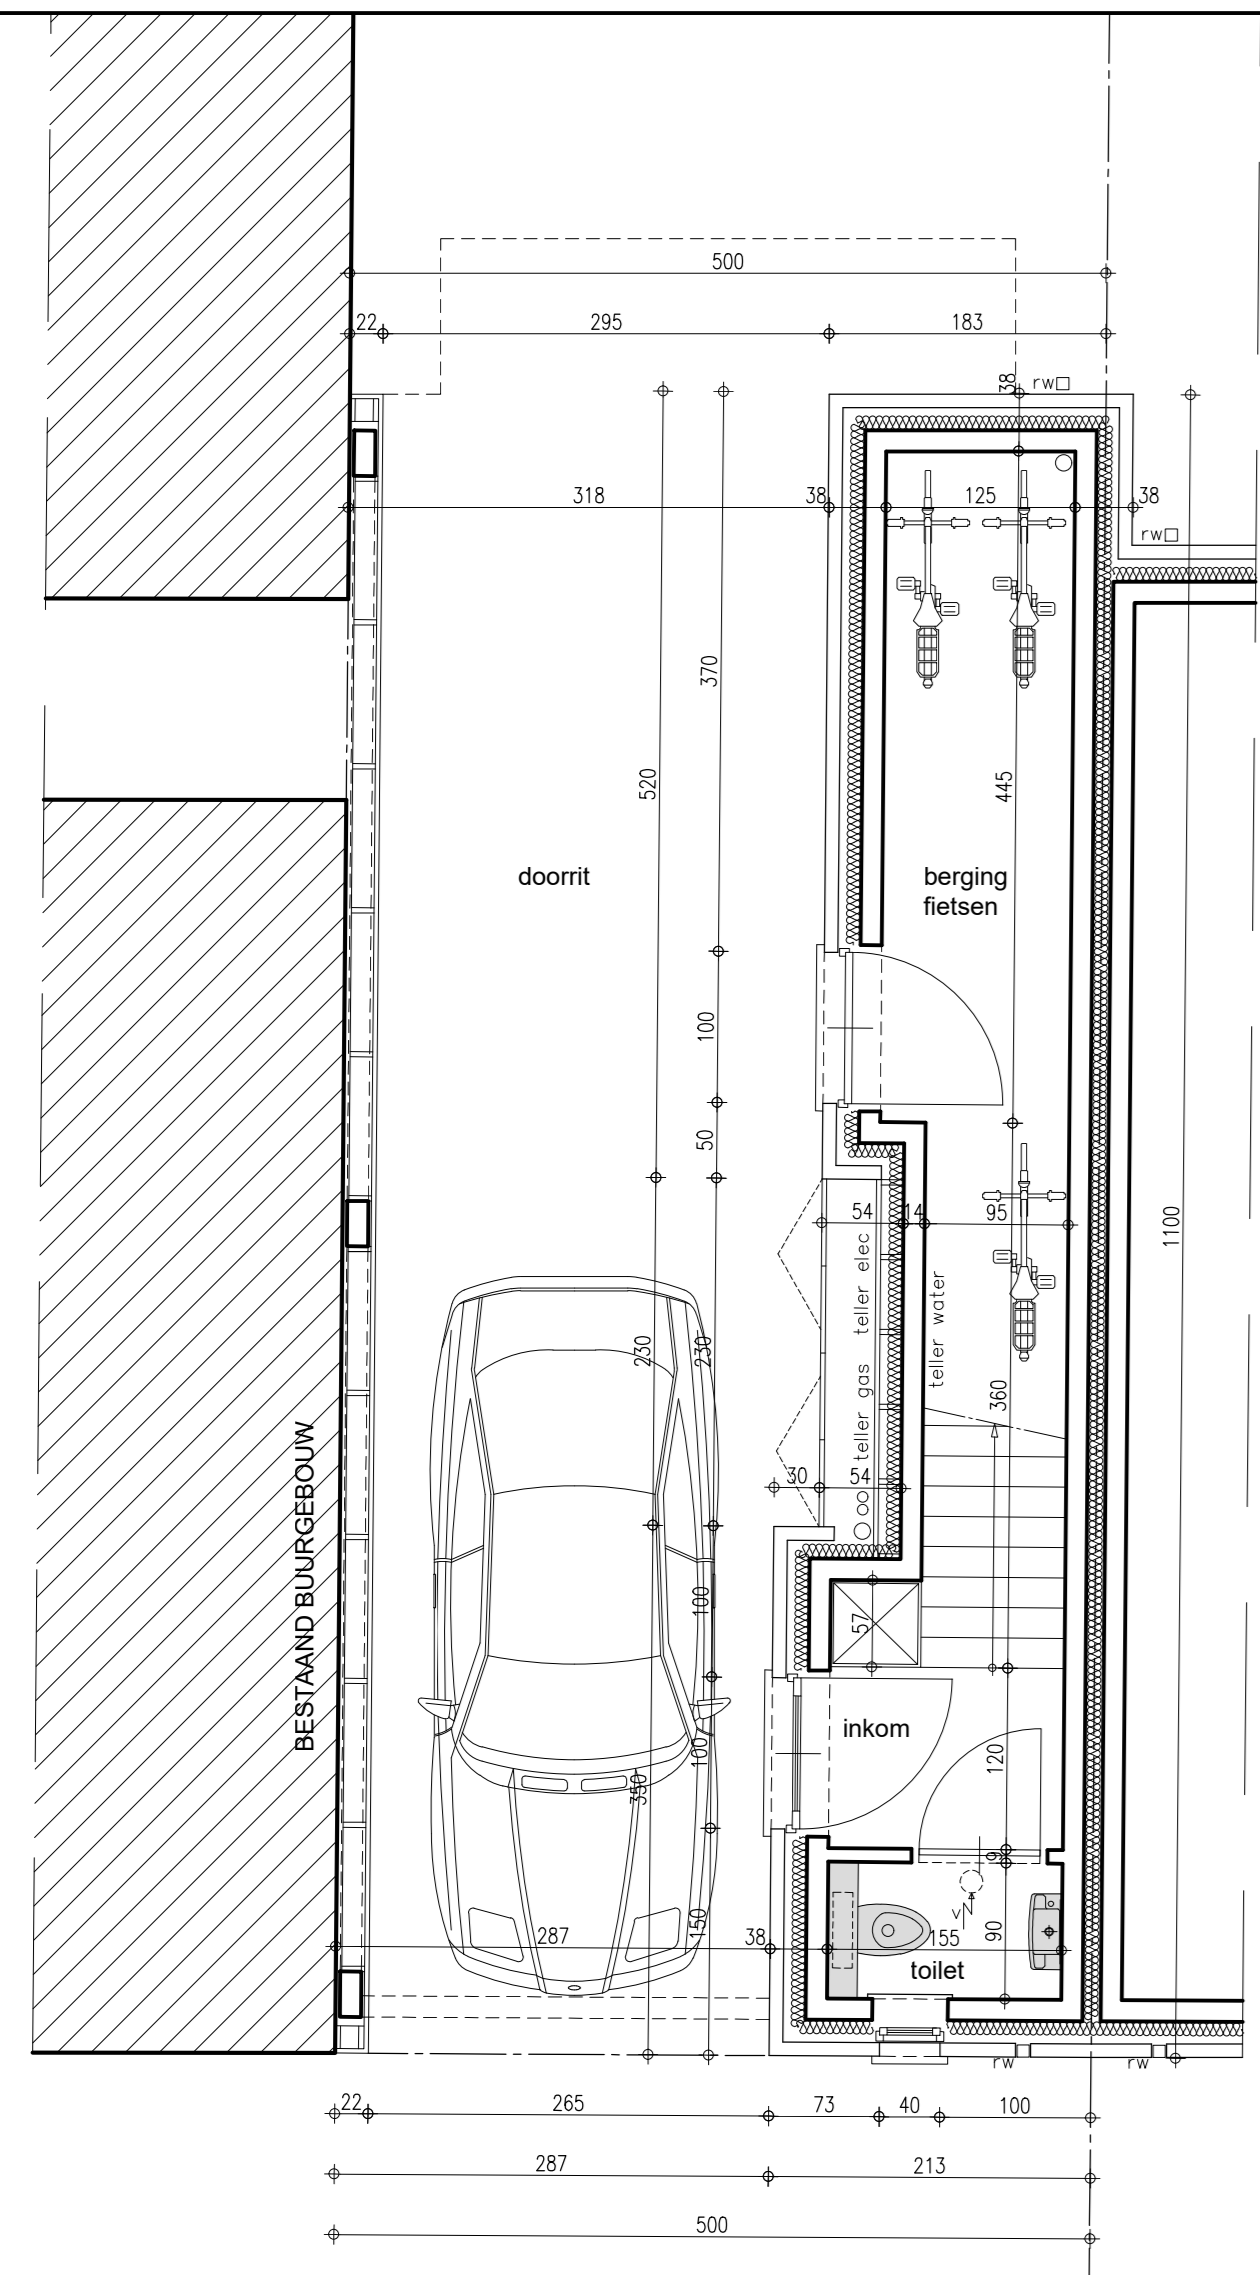 500
22 295 183
38 rw
318 38 125 38
rw
370
520
445
doorrit
berging
fietsen
100
50
54 14 95
1100
teller elec
teller water
230 230
teller gas
360
BESTAAND BUURGEBOUW
30 54
100
57
inkom
100
120
350
9
150
V
90
287 38 155
toilet
rw rw
22 265 73 40 100
287 213
500